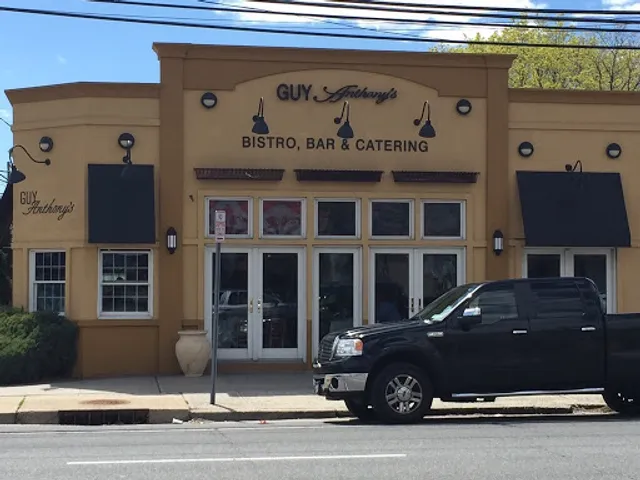 GUY Anthony's
BISTRO, BAR & CATERING
GUY
Anthony's